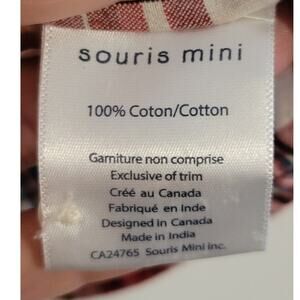 souris mini
100% Coton/Cotton
Garniture non comprise
Exclusive of trim
Créé au Canada
Fabriqué en Inde
Designed in Canada
Made in India
CA24765 Souris Mini inc.